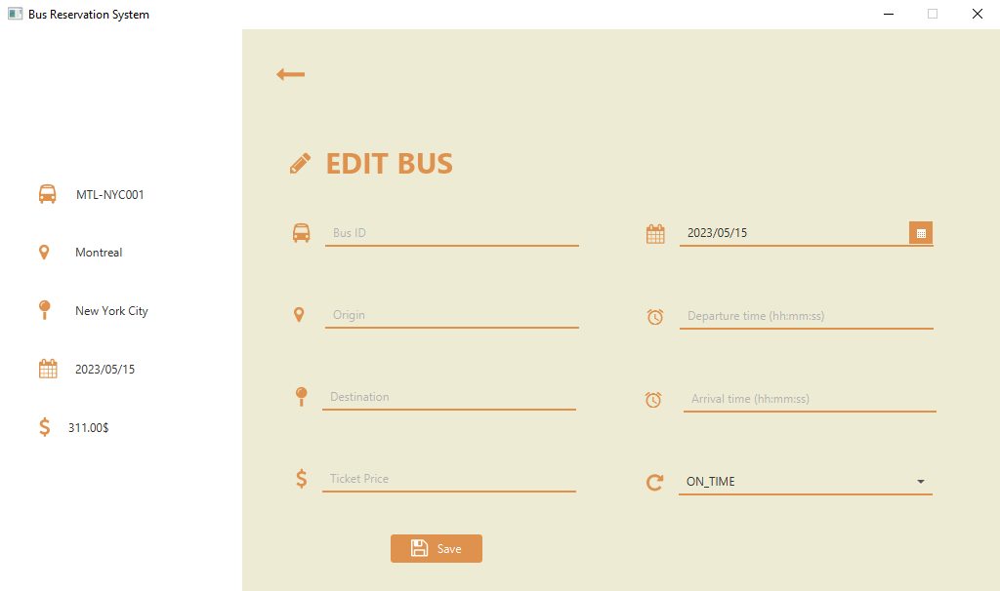 Bus Reservation System
MTL-NYC001
Montreal
New York City
2023/05/15
311.00$
EDIT BUS
Bus ID
2023/05/15
Origin
Departure time (hh:mm:ss)
Destination
Arrival time (hh:mm:ss)
Ticket Price
ON_TIME
Save